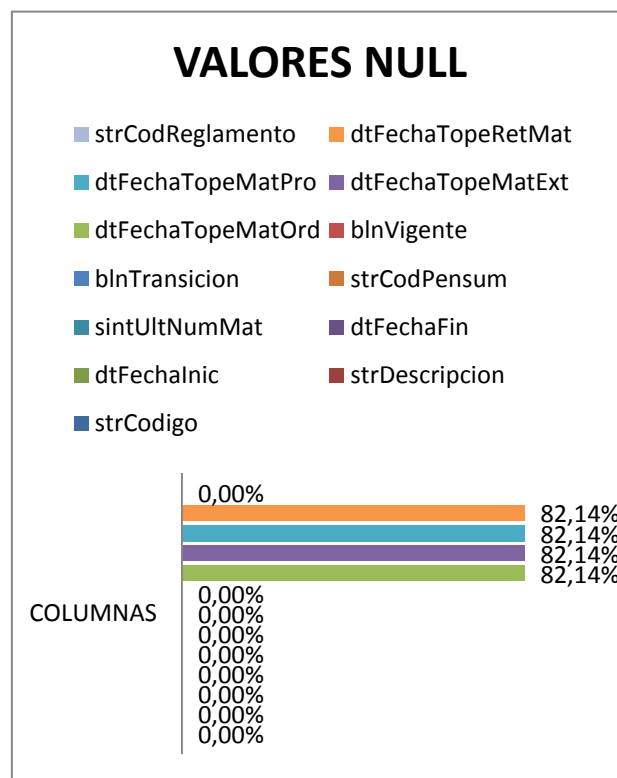 VALORES NULL
strCodReglamento dtFechaTopeRetMat
dtFechaTopeMatPro dtFechaTopeMatExt
dtFechaTopeMatOrd blnVigente
blnTransicion strCodPensum
sintUltNumMat dtFechaFin
dtFechaInic strDescripcion
strCodigo
0,00%
82,14%
82,14%
82,14%
82,14%
0,00%
0,00%
COLUMNAS
0,00%
0,00%
0,00%
0,00%
0,00%
0,00%